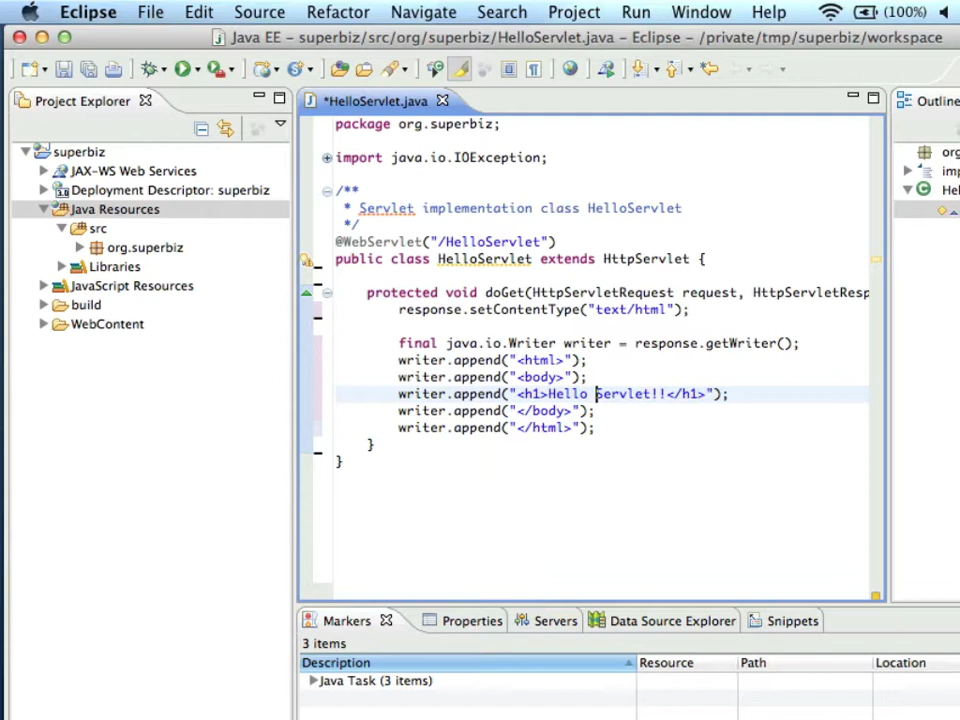 Eclipse File Edit Source Refactor Navigate Search Project Run Window Help (100%)
Java EE – superbiz/src/org/superbiz/HelloServlet.java – Eclipse – /private/tmp/superbiz/workspace
Project Explorer
superbiz
JAX-WS Web Services
Deployment Descriptor: superbiz
Java Resources
src
org.superbiz
Libraries
JavaScript Resources
build
WebContent
*HelloServlet.java
package org.superbiz;
import java.io.IOException;
/**
* Servlet implementation class HelloServlet
*/
@WebServlet("/HelloServlet")
public class HelloServlet extends HttpServlet {
protected void doGet(HttpServletRequest request, HttpServletResp
response.setContentType("text/html");
final java.io.Writer writer = response.getWriter();
writer.append("<html>");
writer.append("<body>");
writer.append("<h1>Hello Servlet!!</h1>");
writer.append("</body>");
writer.append("</html>");
}
}
Outline
org
imp
Hel
Markers Properties Servers Data Source Explorer Snippets
3 items
Description Resource Path Location
Java Task (3 items)